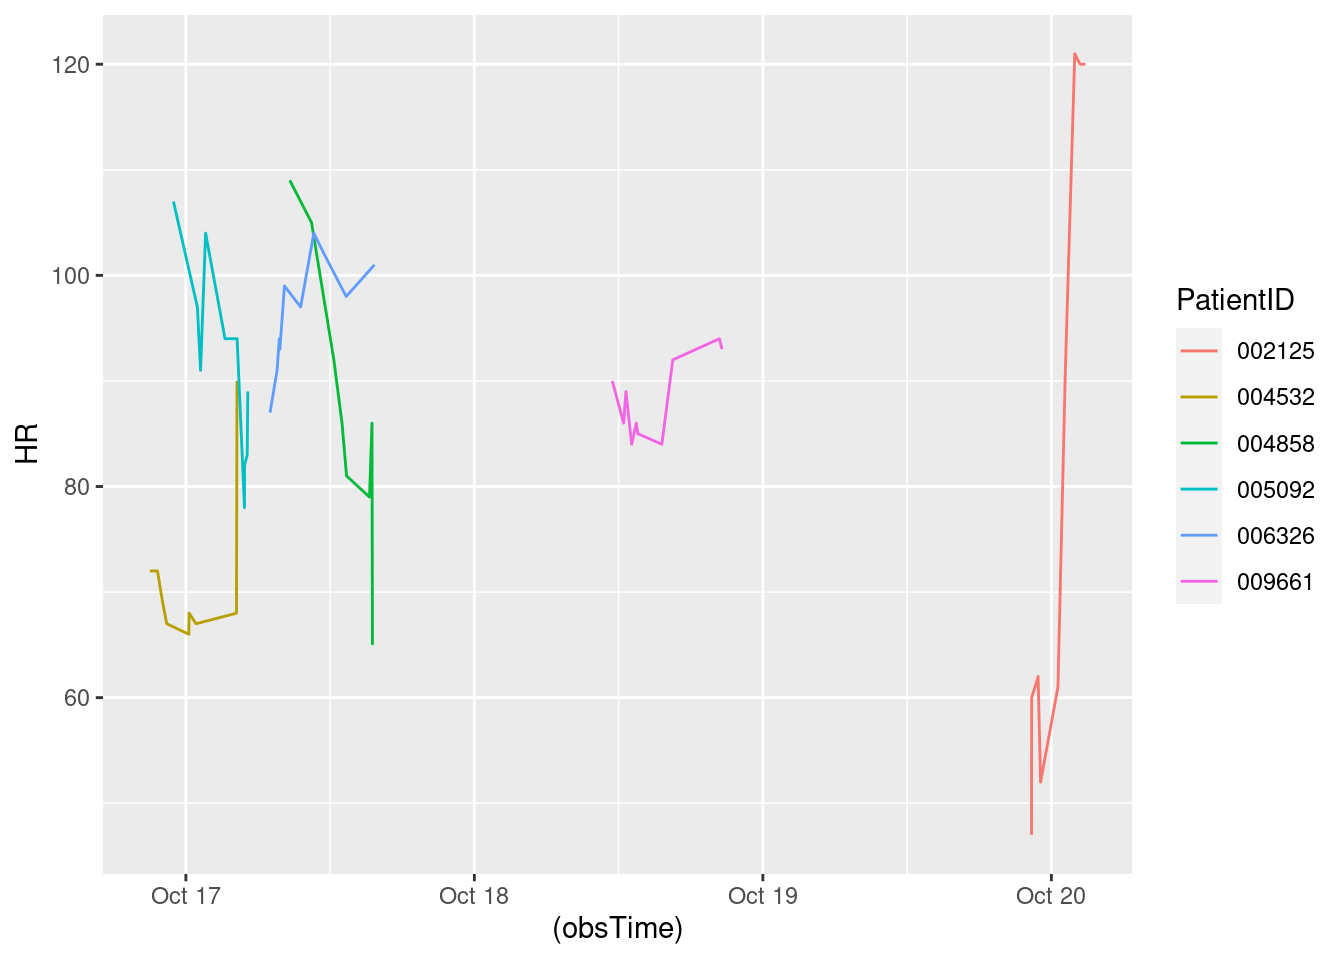 120
100
80
60
HR
Oct 17
Oct 18
Oct 19
Oct 20
(obsTime)
PatientID
002125
004532
004858
005092
006326
009661